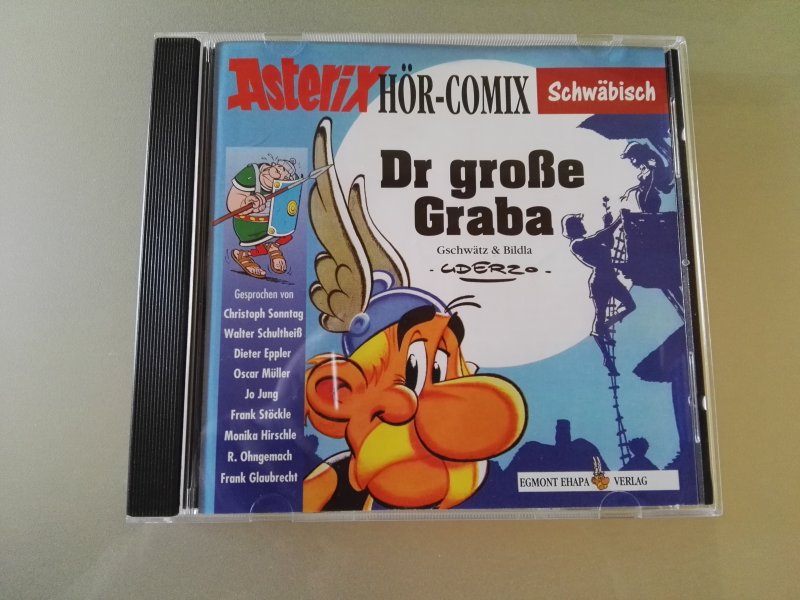 Asterix HÖR-COMIX Schwäbisch
Dr große
Graba
Gschwätz & Bildla
- UDERZO -
Gesprochen von
Christoph Sonntag
Walter Schultheiß
Dieter Eppler
Oscar Müller
Jo Jung
Frank Stöckle
Monika Hirschle
R. Ohngemach
Frank Glaubrecht
EGMONT EHAPA VERLAG